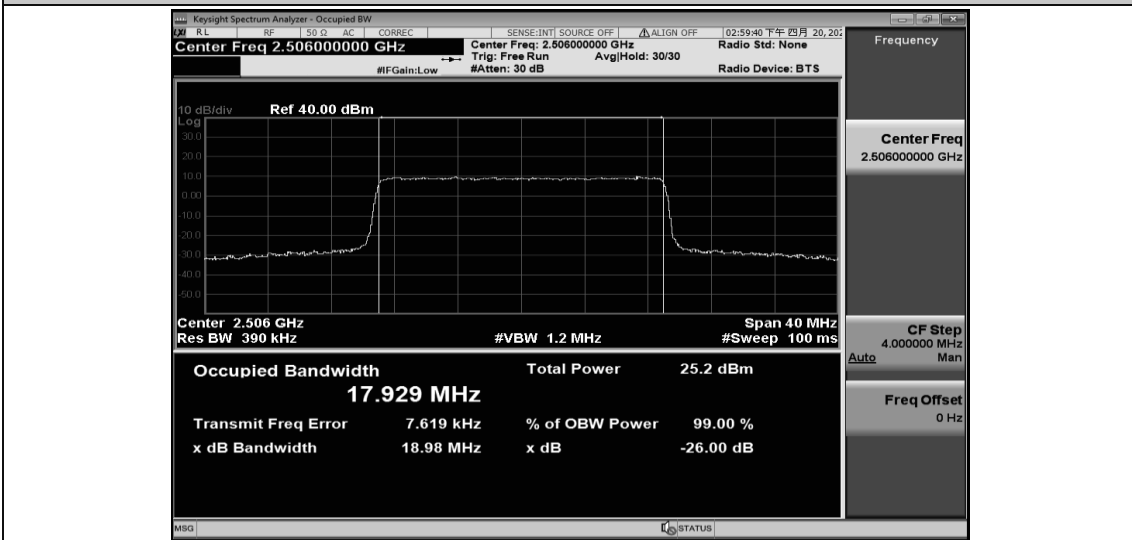 Keysight Spectrum Analyzer - Occupied BW
RL RF 50 Ω AC CORREC SENSE:INT SOURCE OFF ALIGN OFF 02:59:40 下午 四月 20, 202
Center Freq 2.506000000 GHz
Center Freq: 2.506000000 GHz Radio Std: None
Trig: Free Run Avg|Hold: 30/30
#IFGain:Low #Atten: 30 dB Radio Device: BTS
Frequency
10 dB/div Ref 40.00 dBm
Log
30.0
20.0
10.0
0.00
-10.0
-20.0
-30.0
-40.0
-50.0
Center 2.506 GHz Span 40 MHz
Res BW 390 kHz #VBW 1.2 MHz #Sweep 100 ms
Center Freq
2.506000000 GHz
CF Step
4.000000 MHz
Auto Man
Freq Offset
0 Hz
Occupied Bandwidth Total Power 25.2 dBm
17.929 MHz
Transmit Freq Error 7.619 kHz % of OBW Power 99.00 %
x dB Bandwidth 18.98 MHz x dB -26.00 dB
MSG STATUS